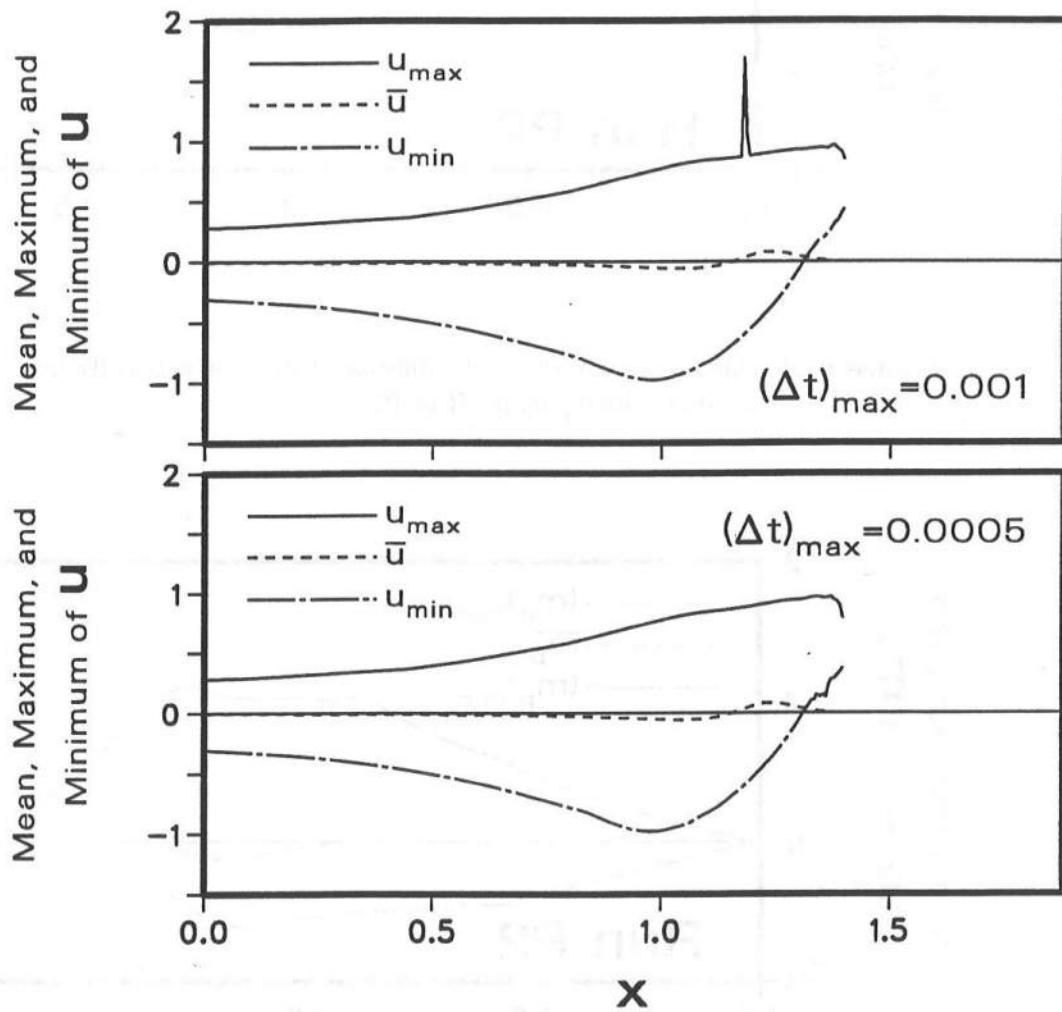 2
1
0
−1
Mean, Maximum, and
Minimum of u
u_max
ū
u_min
(Δt)_max=0.001
2
1
0
−1
Mean, Maximum, and
Minimum of u
u_max
ū
u_min
(Δt)_max=0.0005
0.0 0.5 1.0 1.5
x